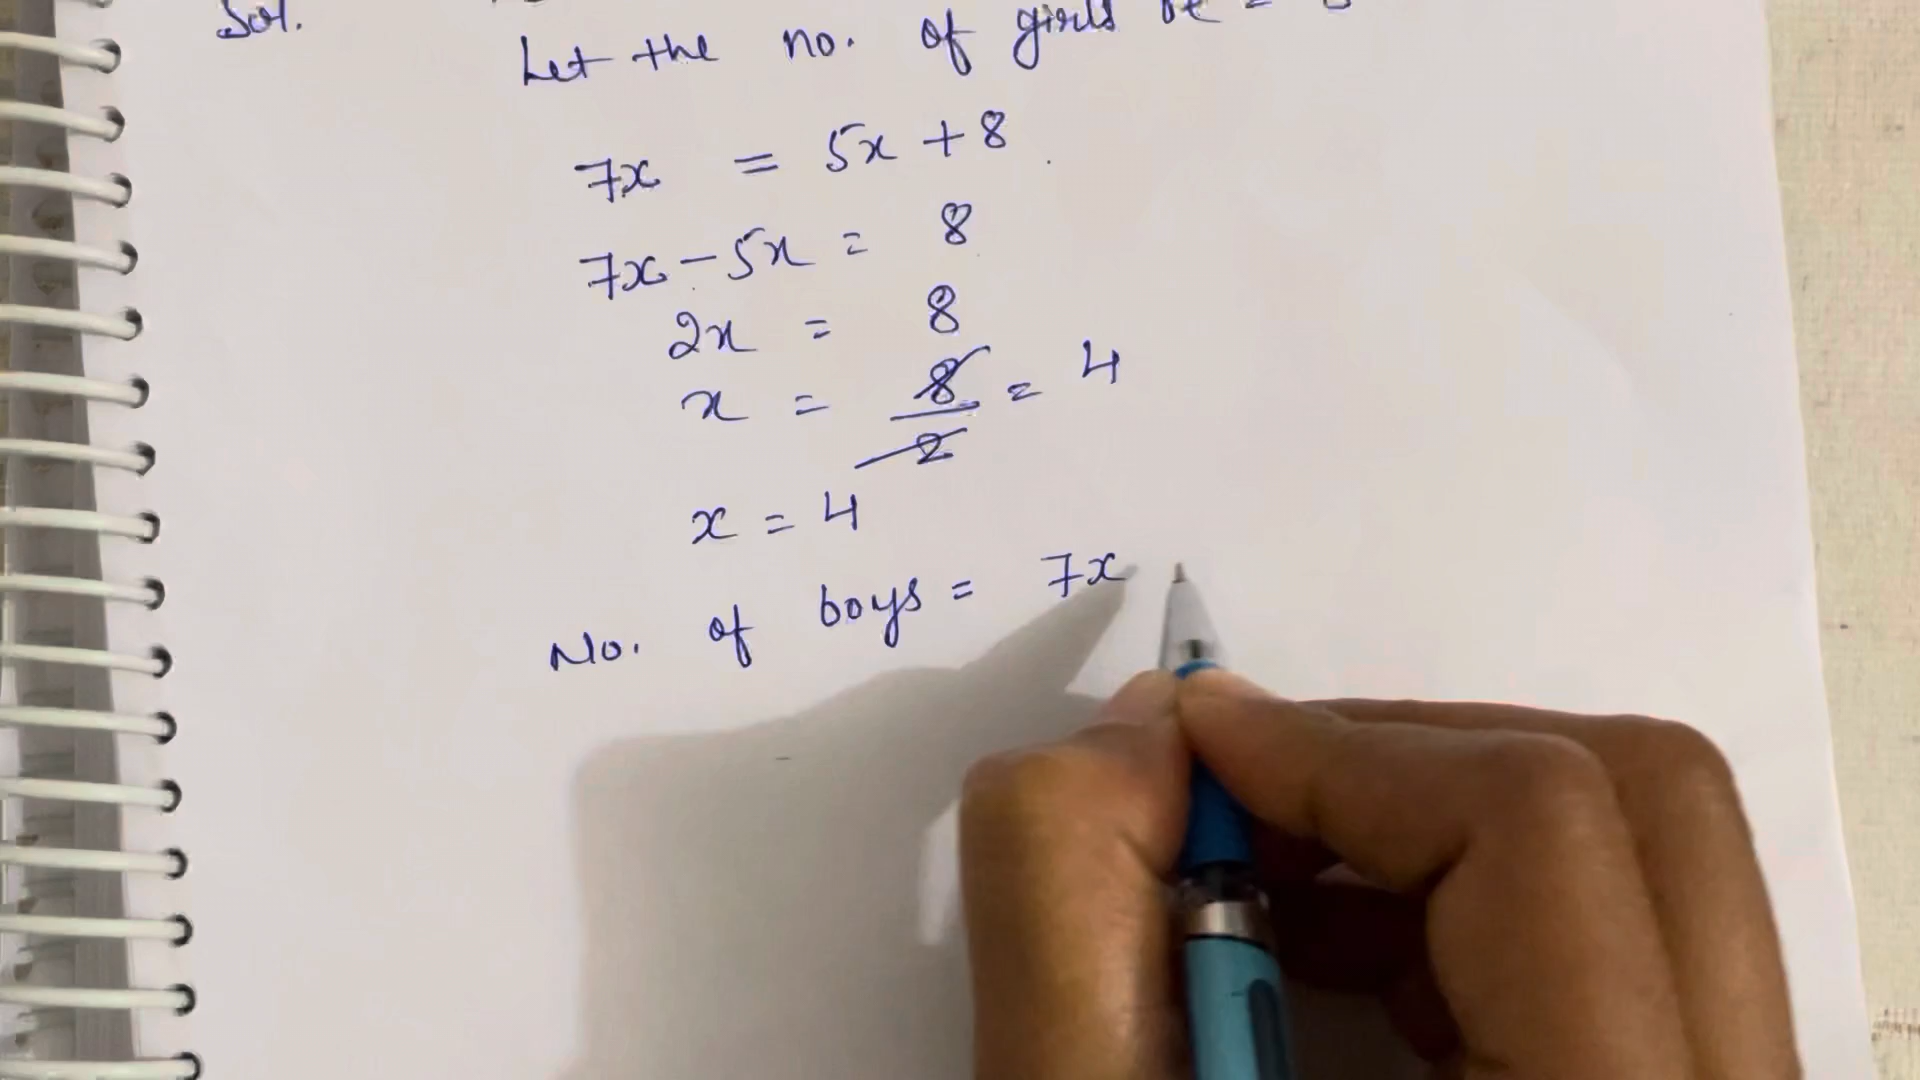 Sol.
Let the no. of girls be =
7x = 5x + 8
7x - 5x = 8
2x = 8
x = 8/2 = 4
x = 4
No. of boys = 7x